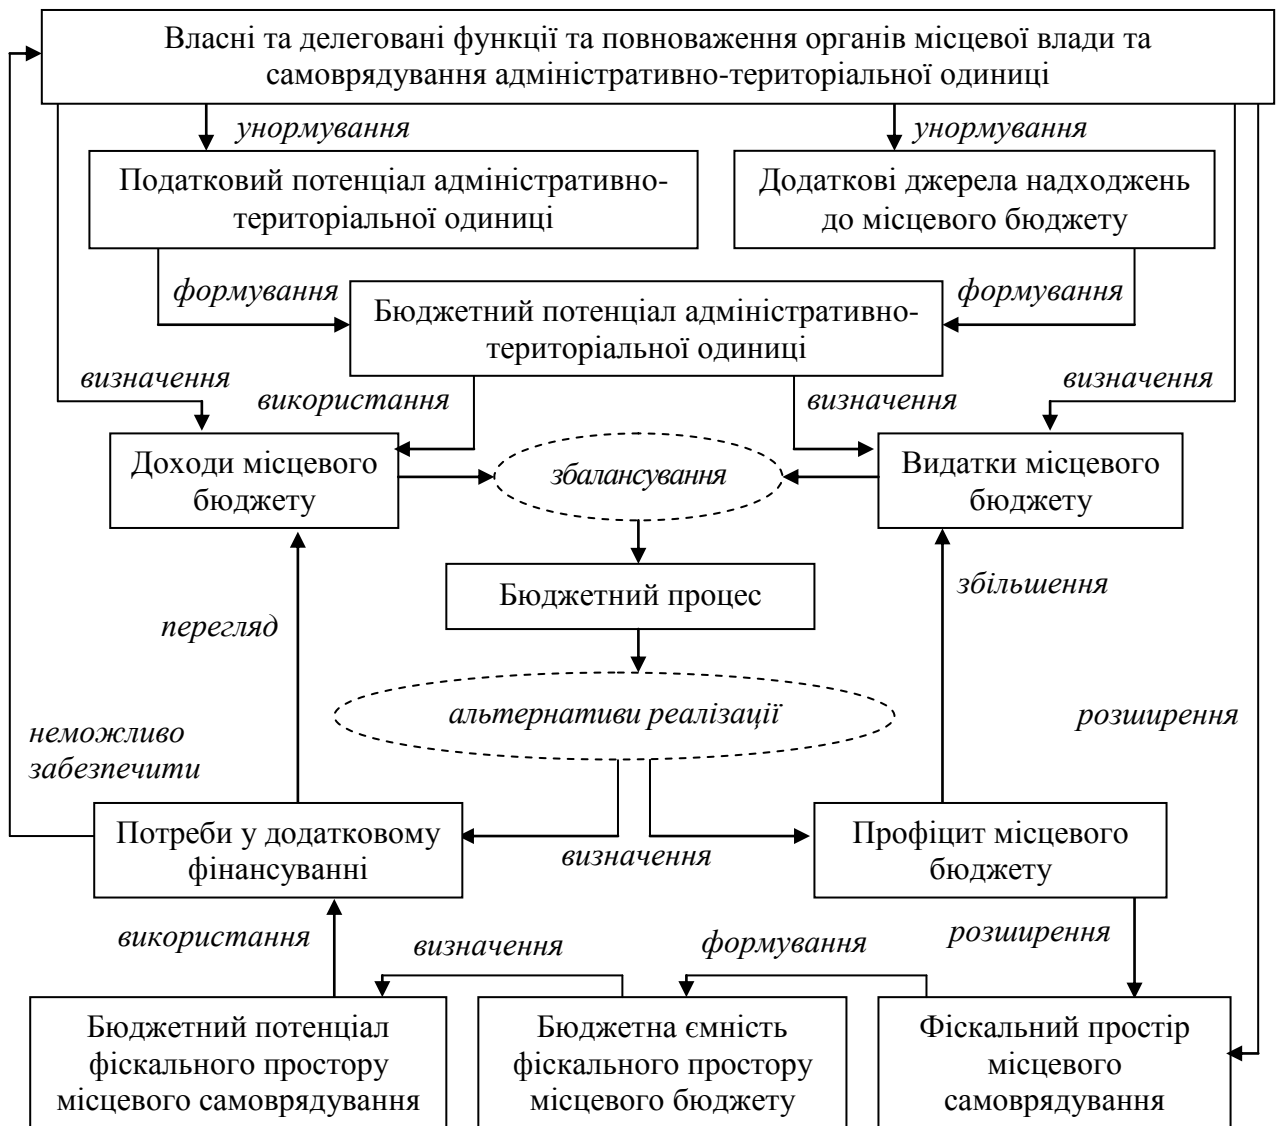 Власні та делеговані функції та повноваження органів місцевої влади та
самоврядування адміністративно-територіальної одиниці
унормування
унормування
Податковий потенціал адміністративно-
територіальної одиниці
Додаткові джерела надходжень
до місцевого бюджету
формування
формування
Бюджетний потенціал адміністративно-
територіальної одиниці
визначення
використання
визначення
визначення
Доходи місцевого
бюджету
збалансування
Видатки місцевого
бюджету
Бюджетний процес
збільшення
перегляд
альтернативи реалізації
розширення
неможливо
забезпечити
Потреби у додатковому
фінансуванні
визначення
Профіцит місцевого
бюджету
використання
визначення
формування
розширення
Бюджетний потенціал
фіскального простору
місцевого самоврядування
Бюджетна ємність
фіскального простору
місцевого бюджету
Фіскальний простір
місцевого
самоврядування